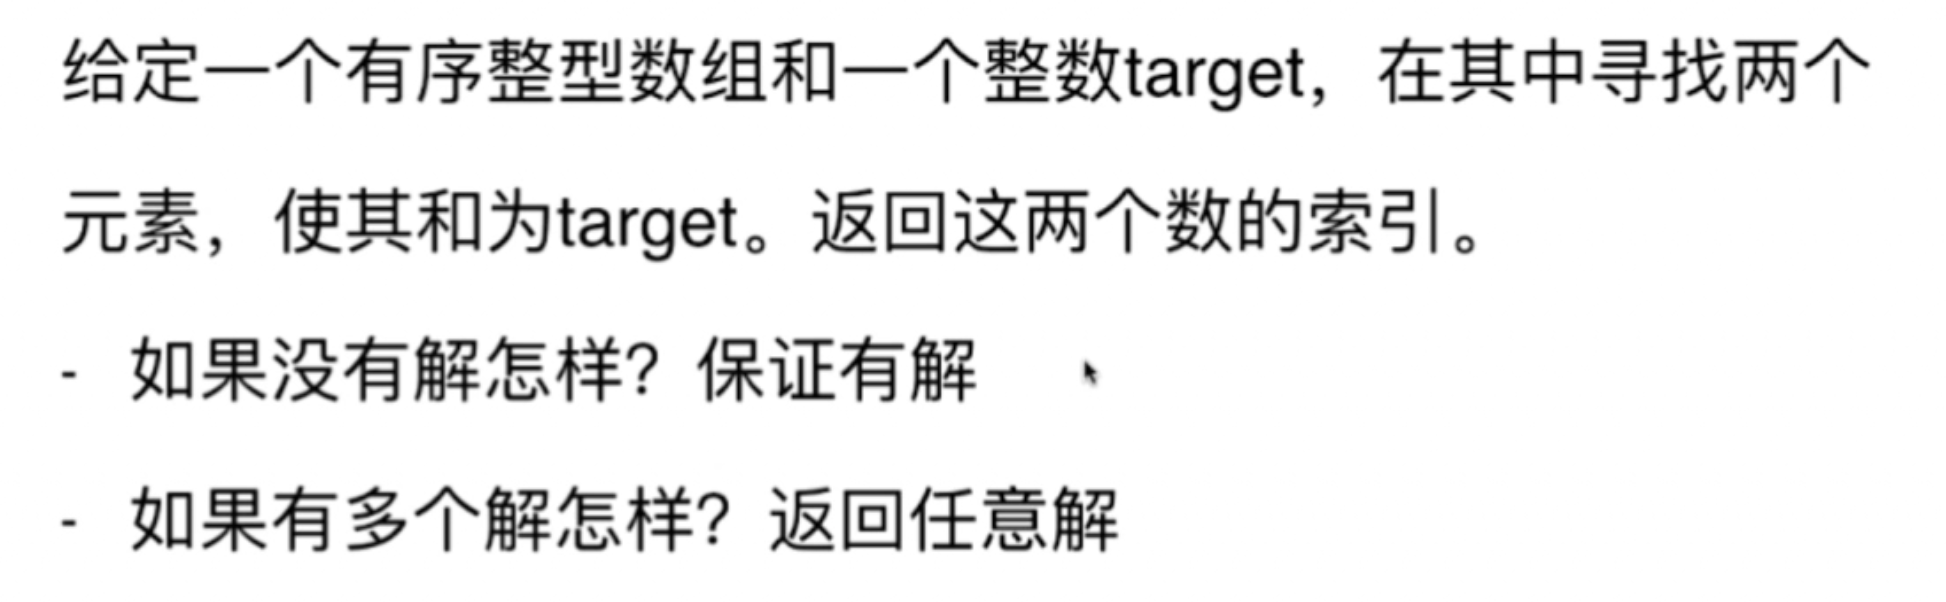 给定一个有序整型数组和一个整数target，在其中寻找两个
元素，使其和为target。返回这两个数的索引。
- 如果没有解怎样？保证有解
- 如果有多个解怎样？返回任意解